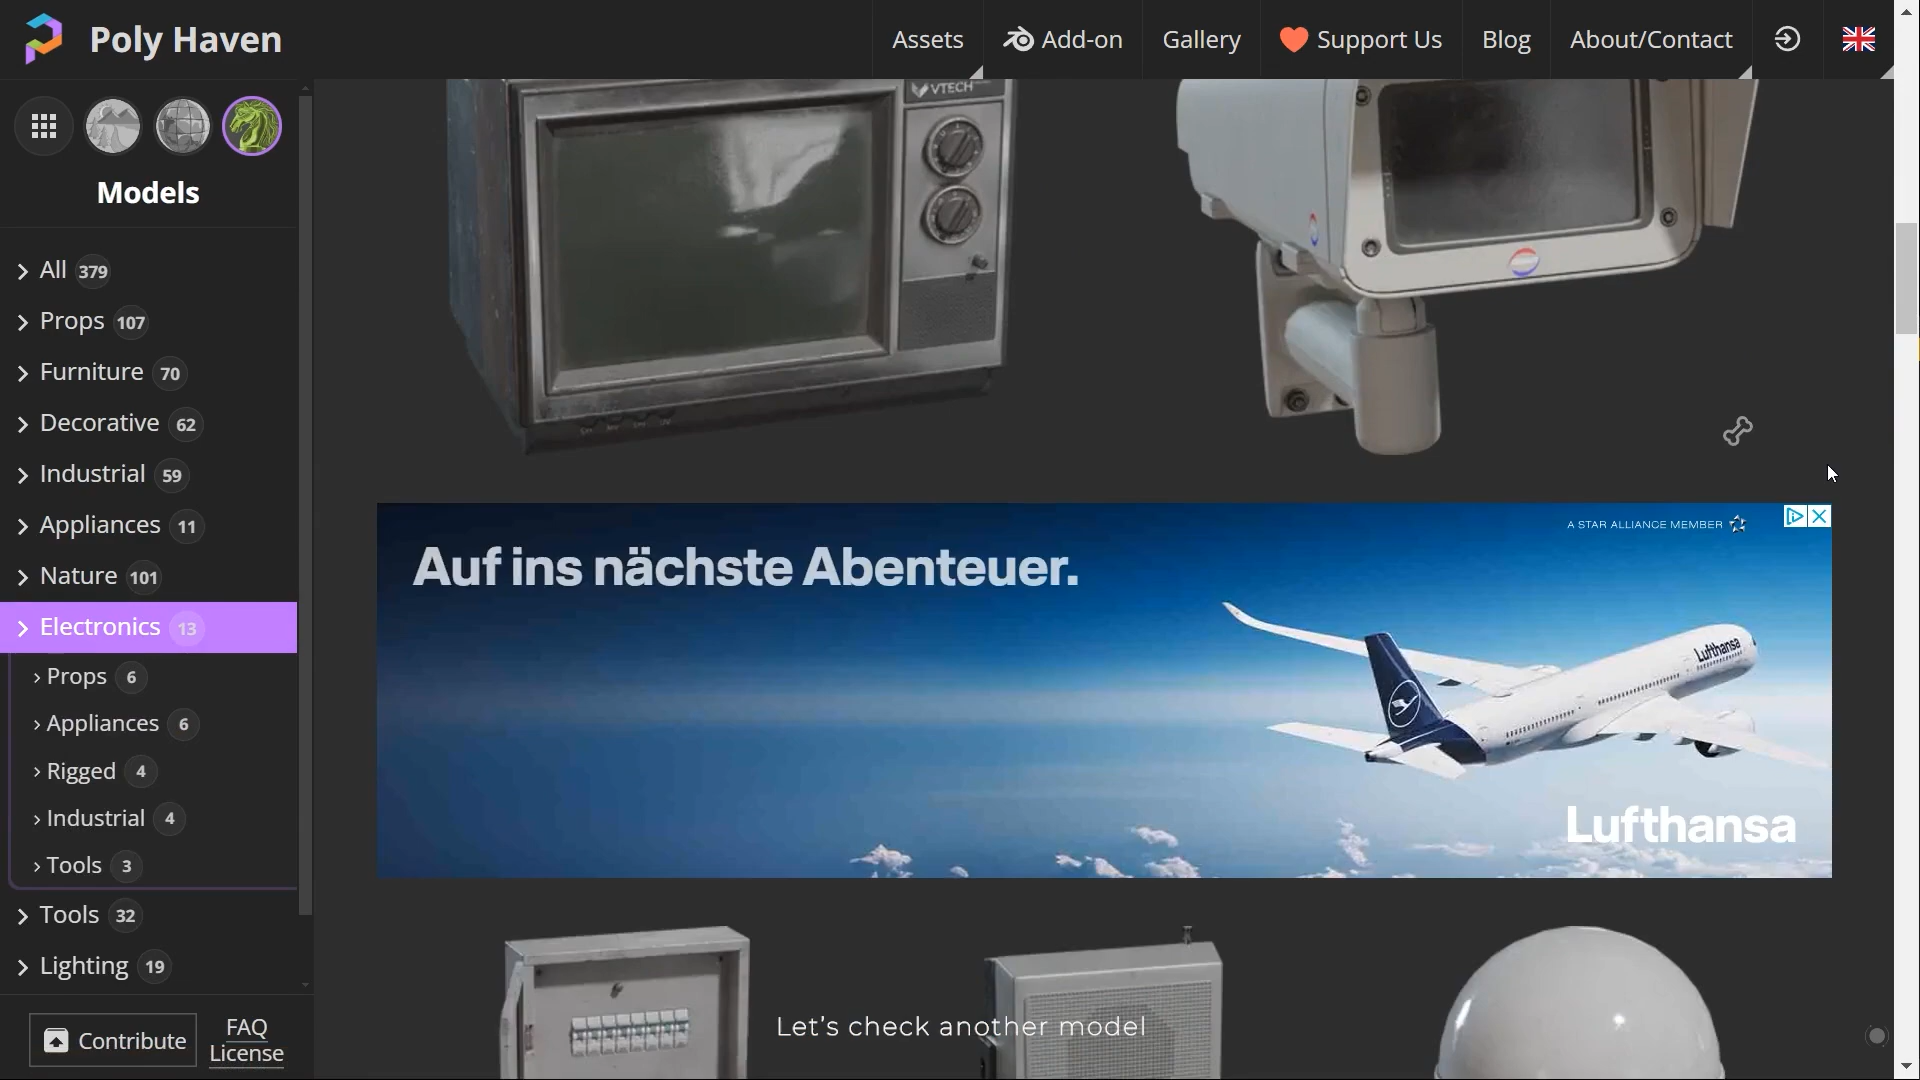 Poly Haven
Assets
Add-on
Gallery
Support Us
Blog
About/Contact
Models
All 379
Props 107
Furniture 70
Decorative 62
Industrial 59
Appliances 11
Nature 101
Electronics 13
Props 6
Appliances 6
Rigged 4
Industrial 4
Tools 3
Tools 32
Lighting 19
Contribute
FAQ
License
VTECH
A STAR ALLIANCE MEMBER
Auf ins nächste Abenteuer.
Lufthansa
Lufthansa
Let's check another model